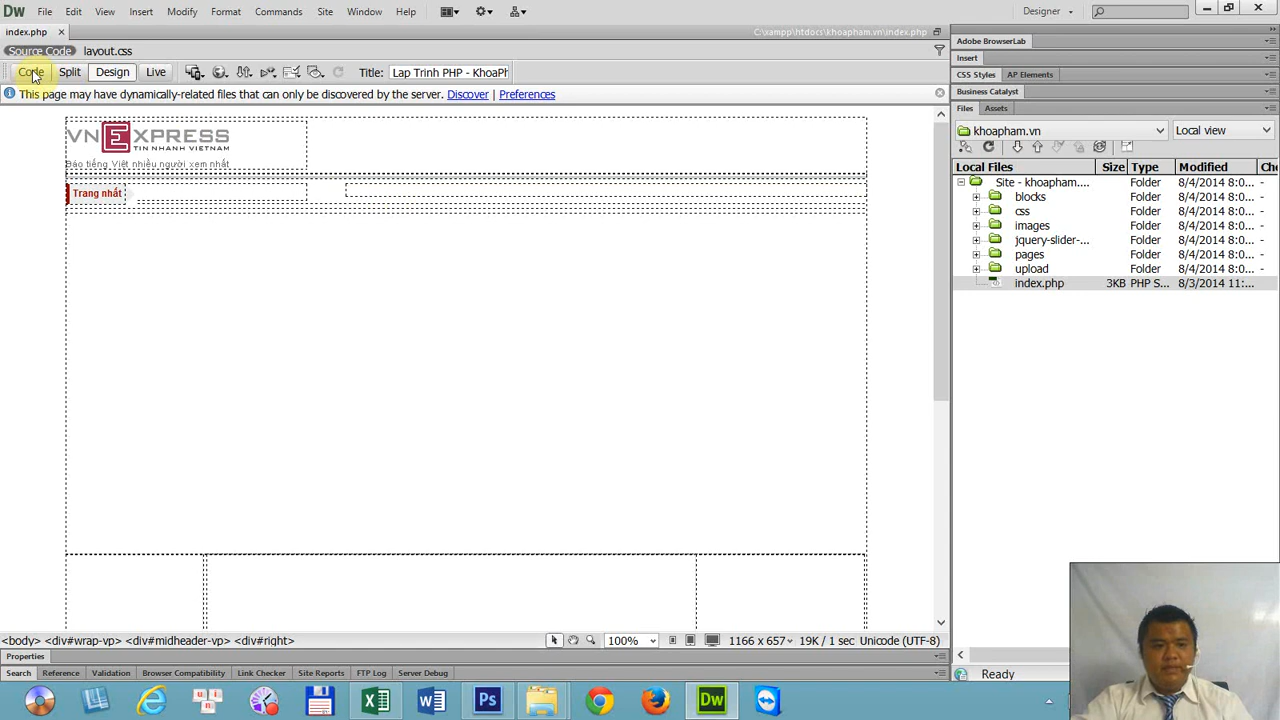 Dw File Edit View Insert Modify Format Commands Site Window Help Designer
index.php C:\xampp\htdocs\khoapham.vn\index.php
Source Code layout.css
Code Split Design Live Title: Lap Trinh PHP - KhoaPh
This page may have dynamically-related files that can only be discovered by the server. Discover | Preferences
VNEXPRESS
TIN NHANH VIETNAM
Báo tiếng Việt nhiều người xem nhất
Trang nhất
Adobe BrowserLab
Insert
CSS Styles AP Elements
Business Catalyst
Files Assets
khoapham.vn Local view
Local Files Size Type Modified Che
Site - khoapham.... Folder 8/4/2014 8:0... -
blocks Folder 8/4/2014 8:0... -
css Folder 8/4/2014 8:0... -
images Folder 8/4/2014 8:0... -
jquery-slider-... Folder 8/4/2014 8:0... -
pages Folder 8/4/2014 8:0... -
upload Folder 8/4/2014 8:0... -
index.php 3KB PHP S... 8/3/2014 11:... -
<body> <div#wrap-vp> <div#midheader-vp> <div#right> 100% 1166 x 657 19K / 1 sec Unicode (UTF-8)
Properties
Search Reference Validation Browser Compatibility Link Checker Site Reports FTP Log Server Debug
Ready
Ps Dw